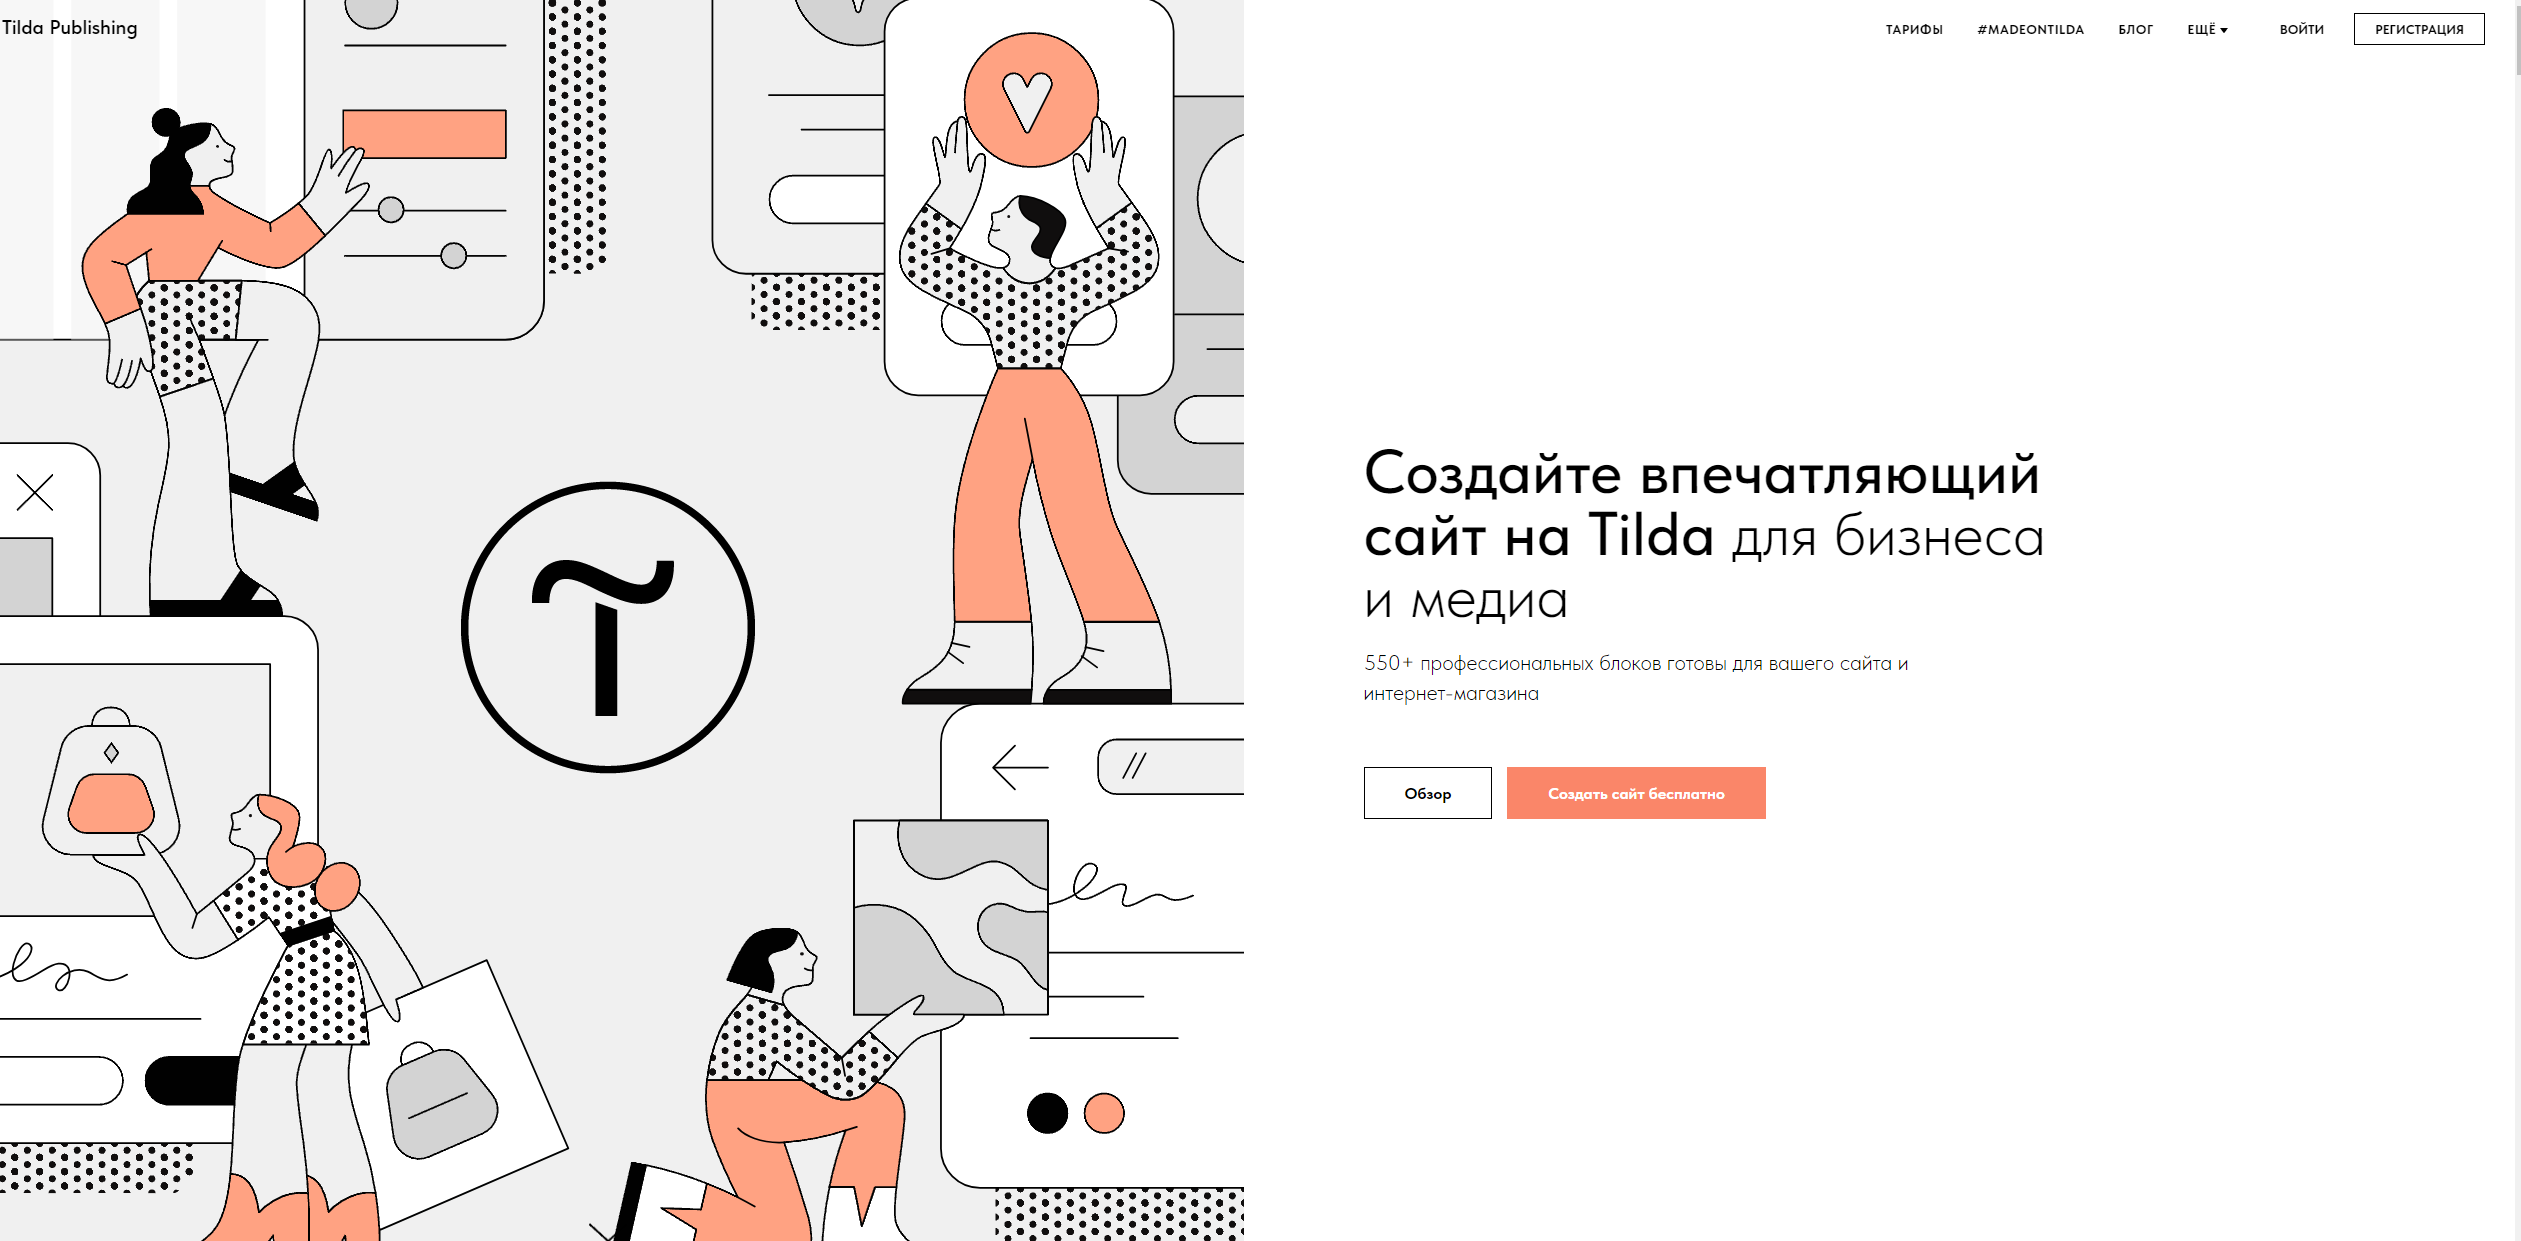 Tilda Publishing
ТАРИФЫ #MADEONTILDA БЛОГ ЕЩЁ ВОЙТИ РЕГИСТРАЦИЯ
Создайте впечатляющий
сайт на Tilda для бизнеса
и медиа
550+ профессиональных блоков готовы для вашего сайта и
интернет-магазина
Обзор Создать сайт бесплатно